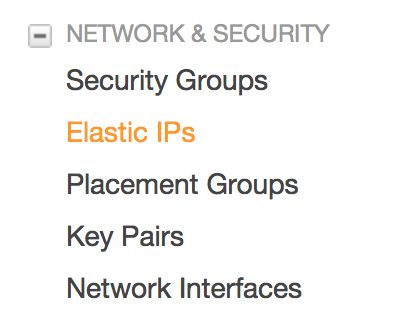 NETWORK & SECURITY
Security Groups
Elastic IPs
Placement Groups
Key Pairs
Network Interfaces